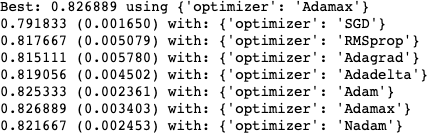 Best: 0.826889 using {'optimizer': 'Adamax'}
0.791833 (0.001650) with: {'optimizer': 'SGD'}
0.817667 (0.005079) with: {'optimizer': 'RMSprop'}
0.815111 (0.005780) with: {'optimizer': 'Adagrad'}
0.819056 (0.004502) with: {'optimizer': 'Adadelta'}
0.825333 (0.002361) with: {'optimizer': 'Adam'}
0.826889 (0.003403) with: {'optimizer': 'Adamax'}
0.821667 (0.002453) with: {'optimizer': 'Nadam'}